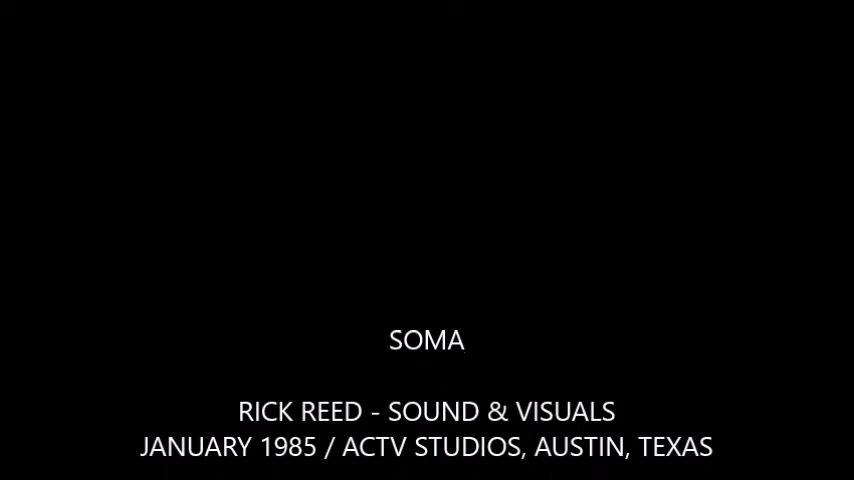 SOMA
RICK REED - SOUND & VISUALS
JANUARY 1985 / ACTV STUDIOS, AUSTIN, TEXAS